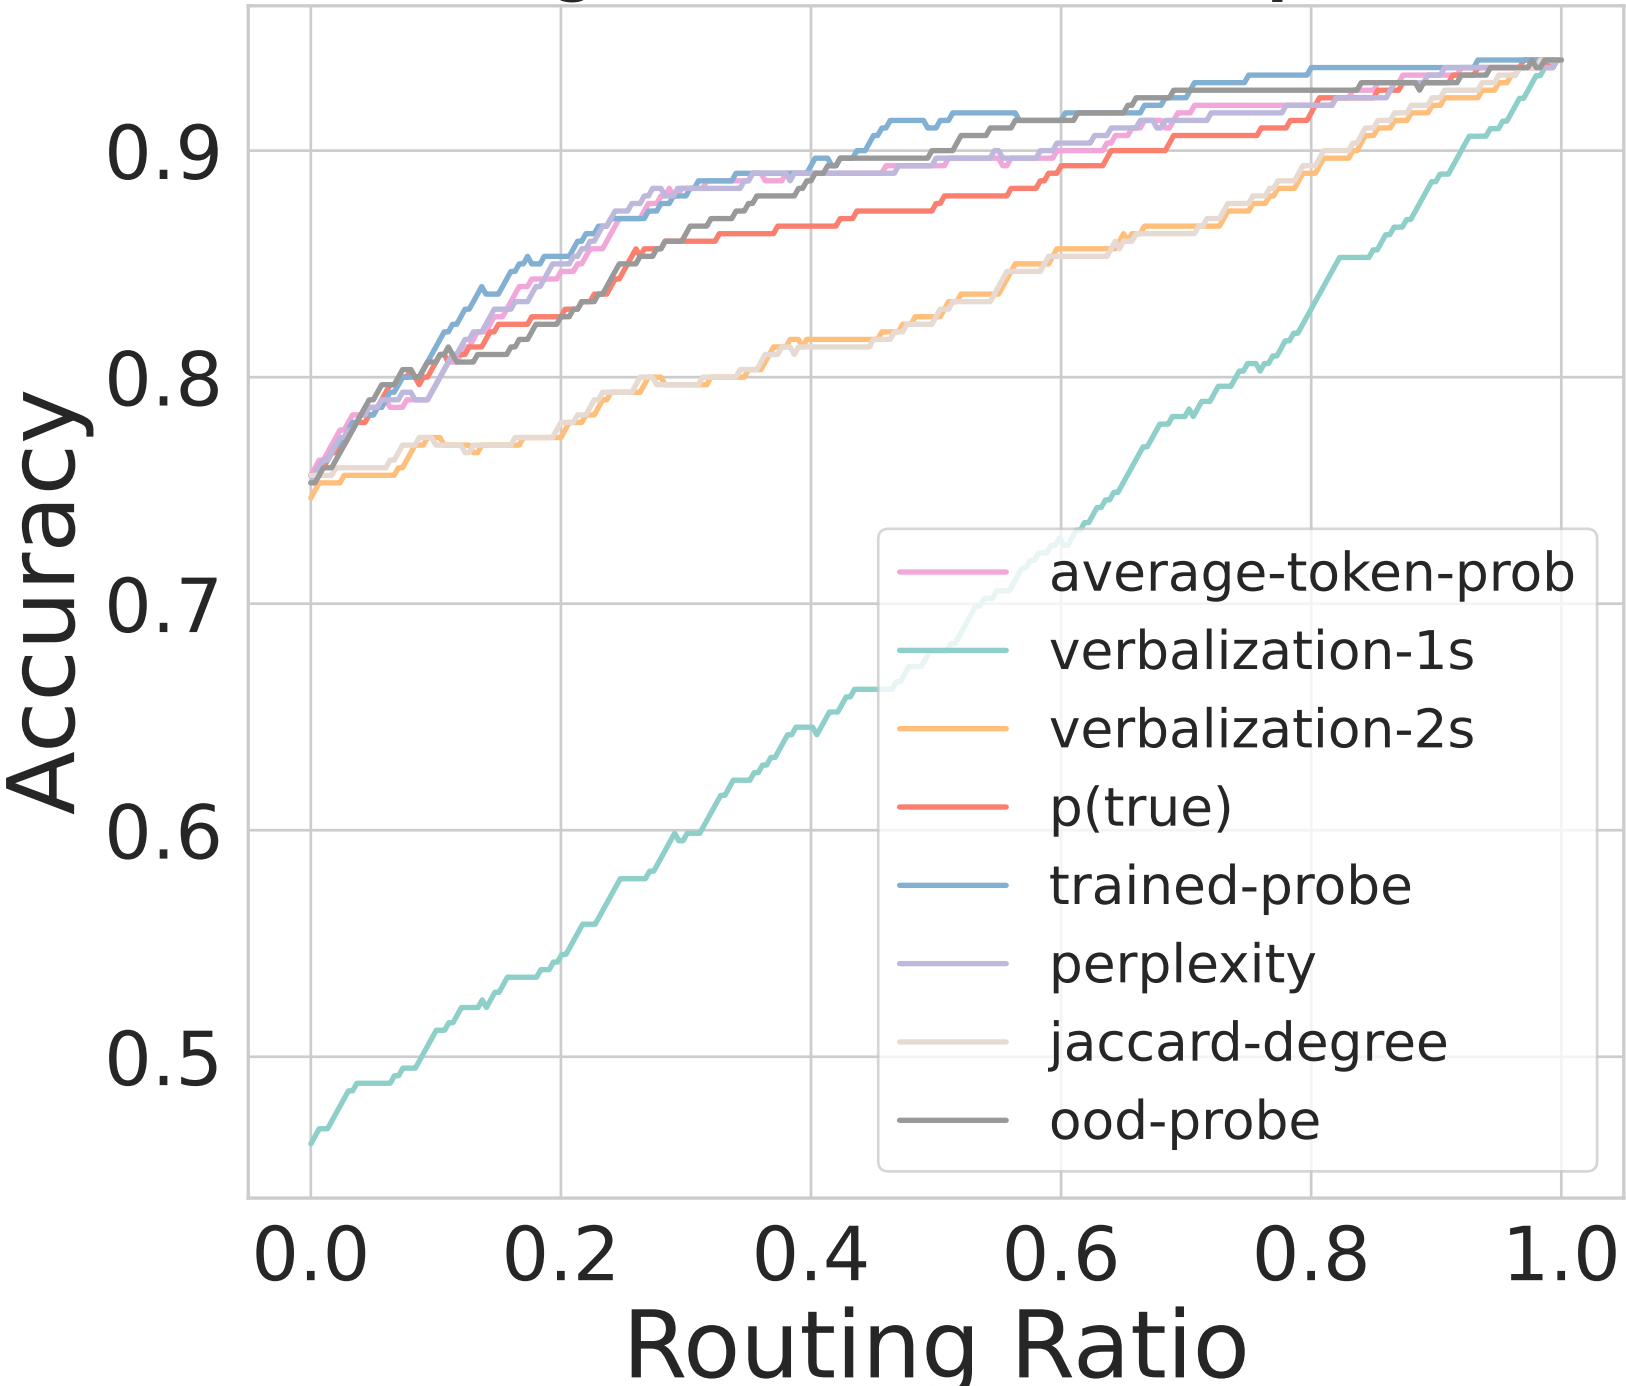 Accuracy
0.9
0.8
0.7
0.6
0.5
average-token-prob
verbalization-1s
verbalization-2s
p(true)
trained-probe
perplexity
jaccard-degree
ood-probe
0.0 0.2 0.4 0.6 0.8 1.0
Routing Ratio